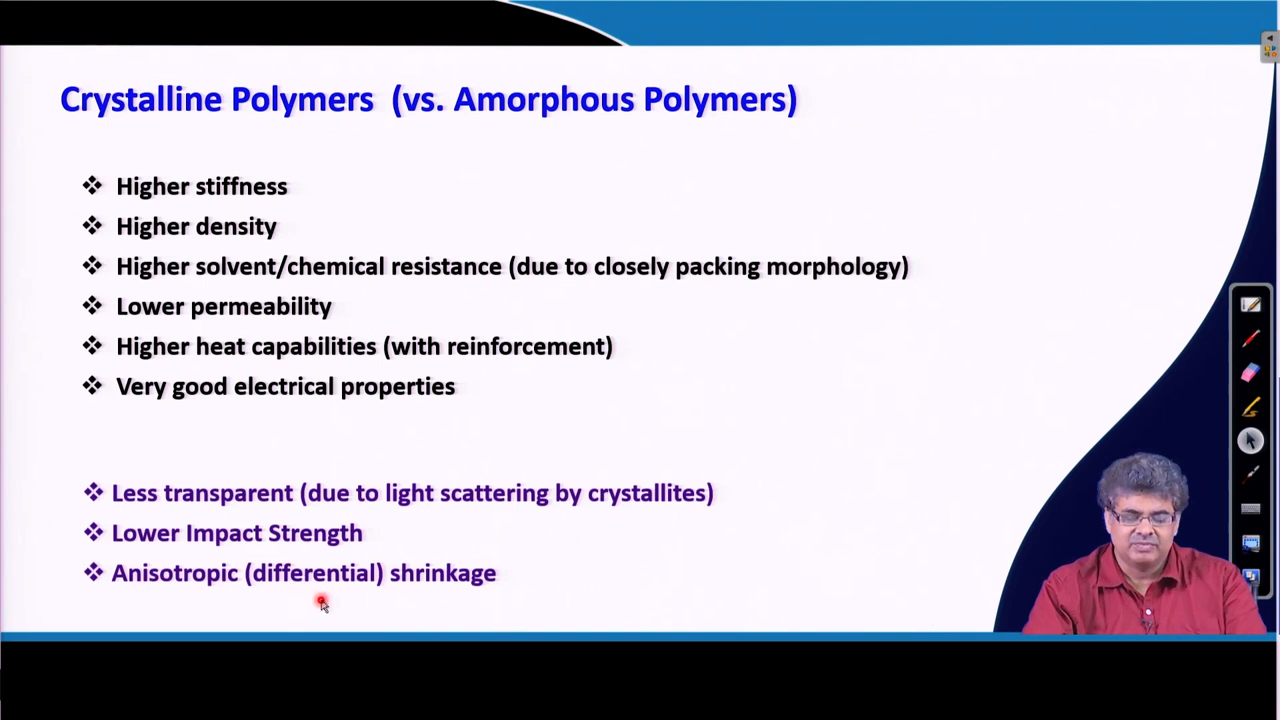 Crystalline Polymers (vs. Amorphous Polymers)
❖ Higher stiffness
❖ Higher density
❖ Higher solvent/chemical resistance (due to closely packing morphology)
❖ Lower permeability
❖ Higher heat capabilities (with reinforcement)
❖ Very good electrical properties
❖ Less transparent (due to light scattering by crystallites)
❖ Lower Impact Strength
❖ Anisotropic (differential) shrinkage